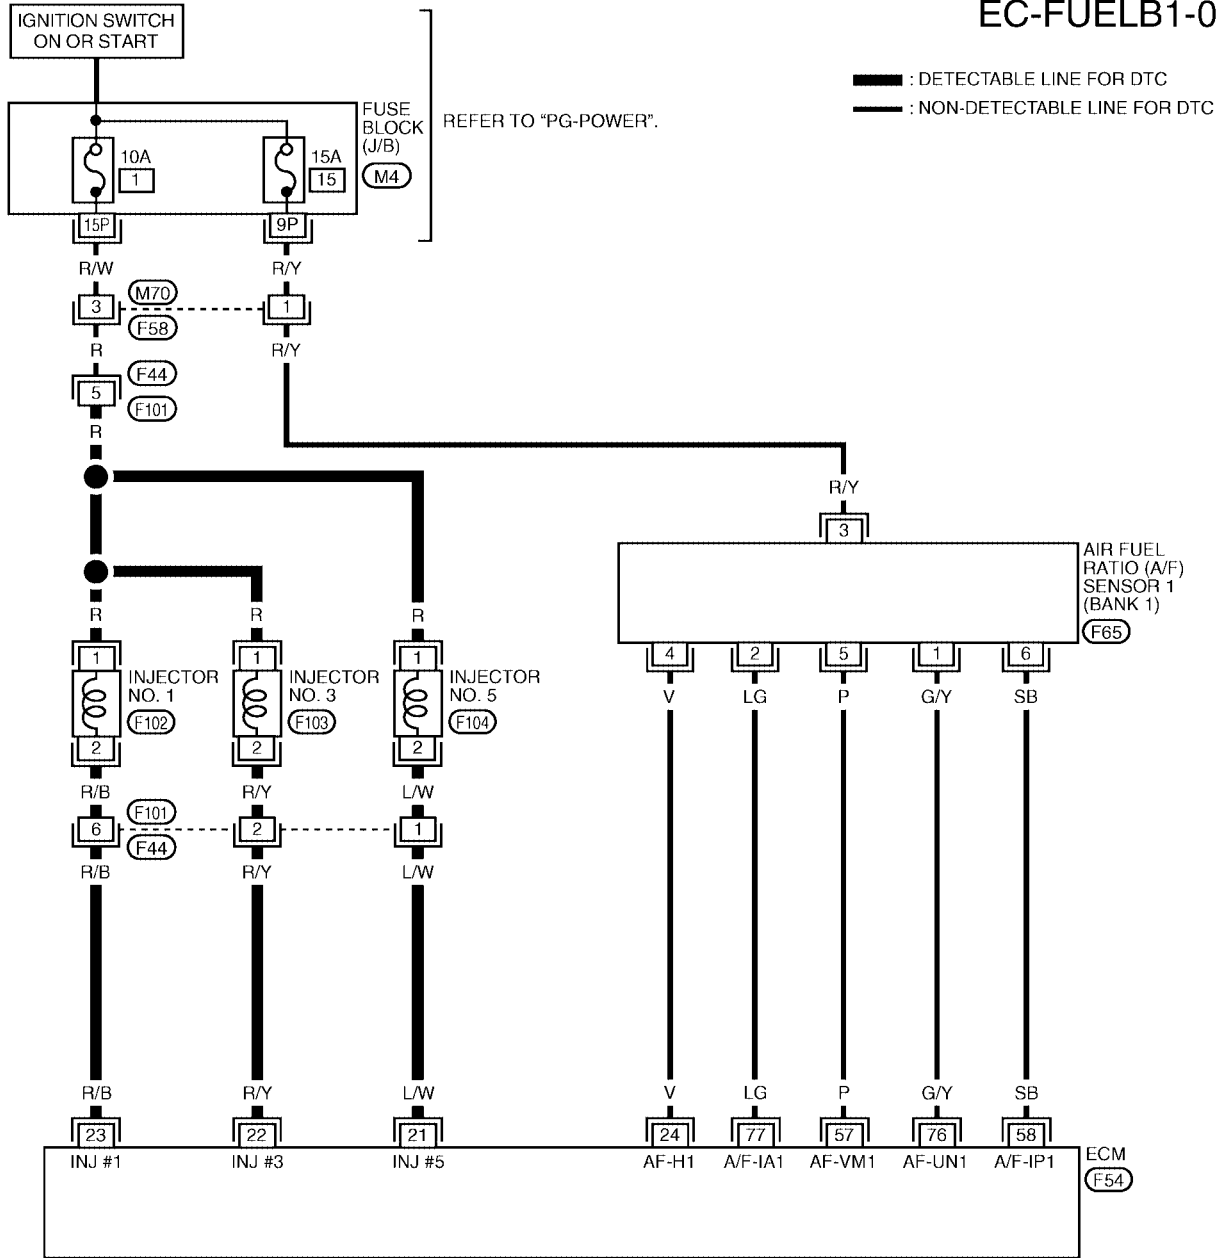 EC-FUELB1-0
IGNITION SWITCH
ON OR START
: DETECTABLE LINE FOR DTC
: NON-DETECTABLE LINE FOR DTC
FUSE
BLOCK
(J/B)
M4
REFER TO "PG-POWER".
10A
1
15A
15
15P
9P
R/W
R/Y
3
M70
F58
1
R
R/Y
5
F44
F101
R
R/Y
3
AIR FUEL
RATIO (A/F)
SENSOR 1
(BANK 1)
F65
R
R
R
1
1
1
INJECTOR
NO. 1
F102
INJECTOR
NO. 3
F103
INJECTOR
NO. 5
F104
4
2
5
1
6
V
LG
P
G/Y
SB
2
2
2
R/B
R/Y
L/W
6
F101
F44
2
1
R/B
R/Y
L/W
R/B
R/Y
L/W
V
LG
P
G/Y
SB
23
22
21
24
77
57
76
58
INJ #1
INJ #3
INJ #5
AF-H1
A/F-IA1
AF-VM1
AF-UN1
A/F-IP1
ECM
F54